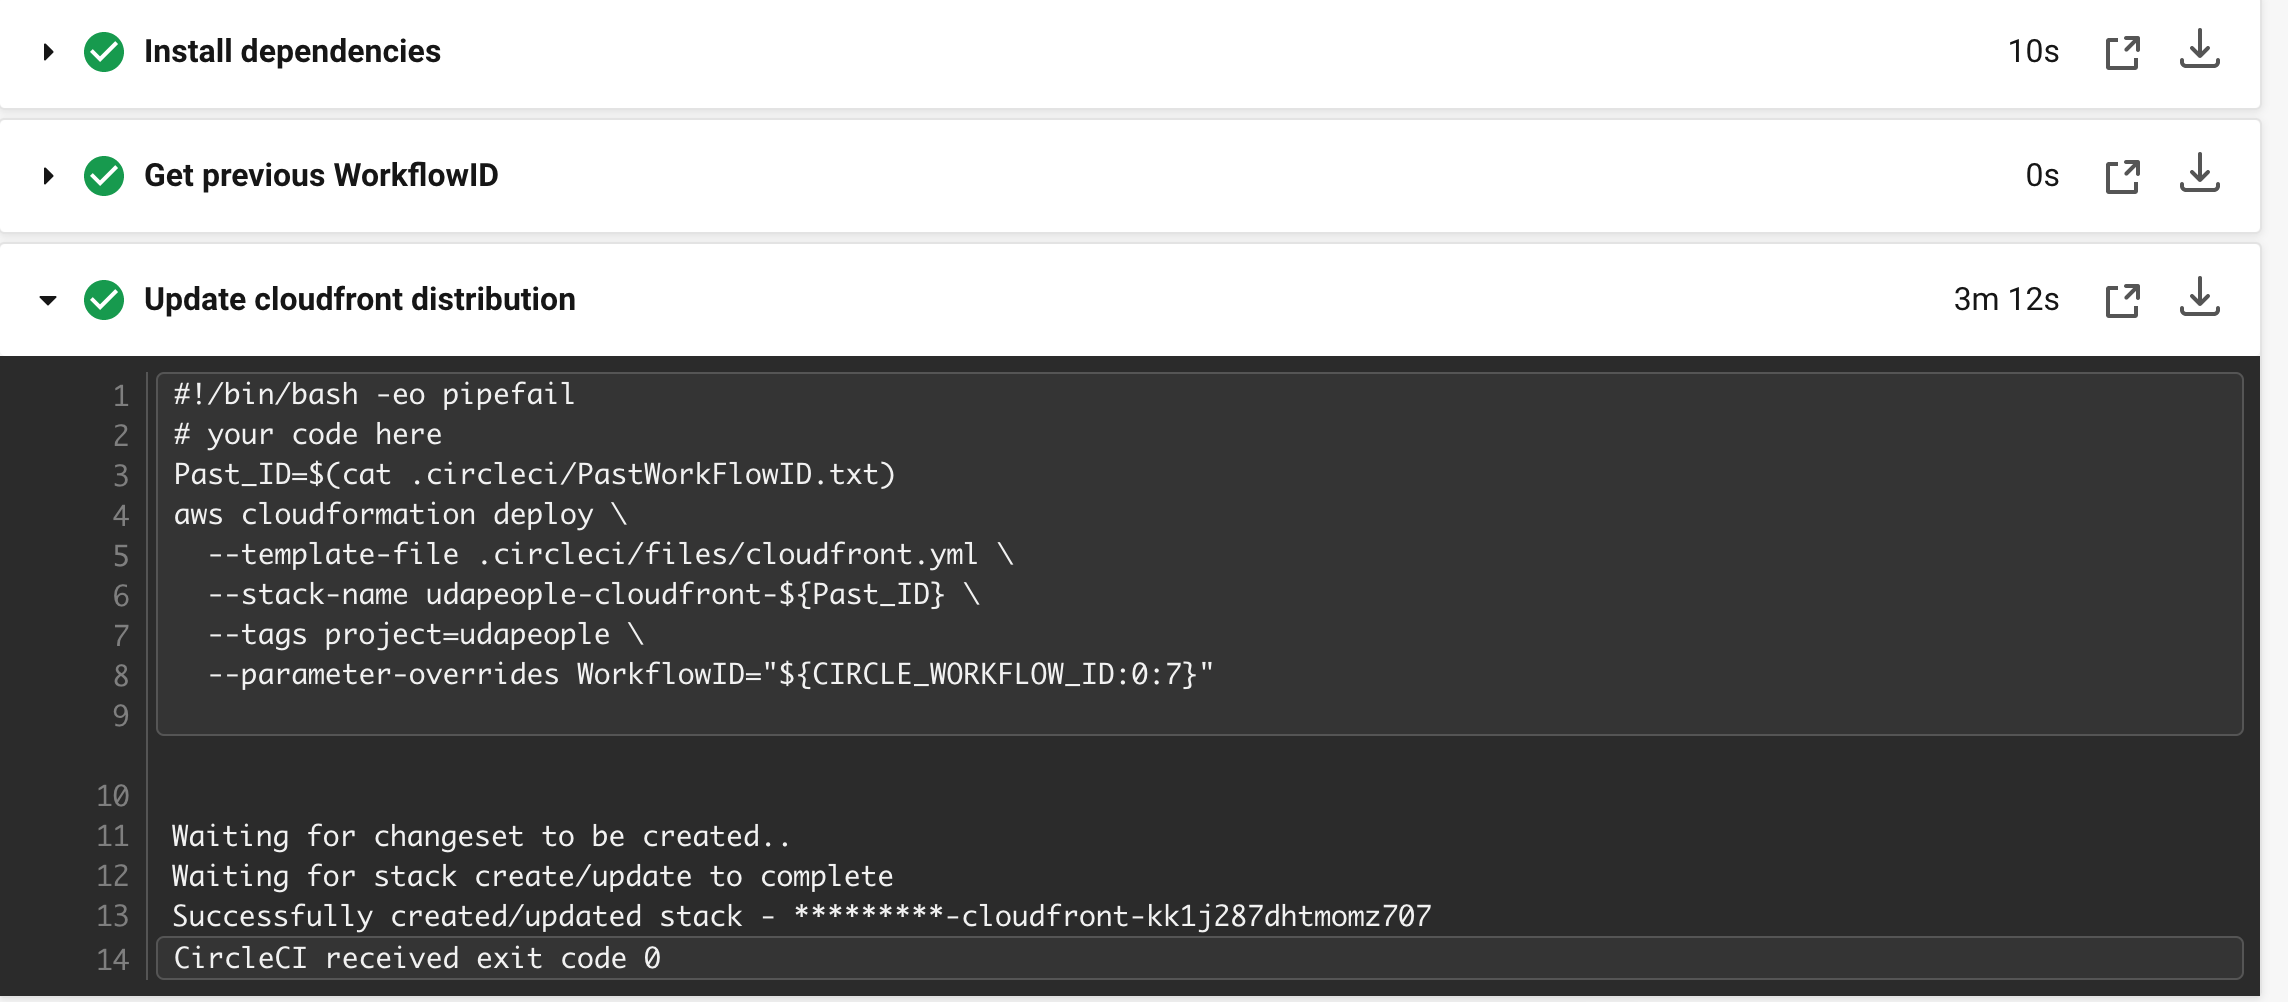 Install dependencies 10s
Get previous WorkflowID 0s
Update cloudfront distribution 3m 12s
1 #!/bin/bash -eo pipefail
2 # your code here
3 Past_ID=$(cat .circleci/PastWorkFlowID.txt)
4 aws cloudformation deploy \
5   --template-file .circleci/files/cloudfront.yml \
6   --stack-name udapeople-cloudfront-${Past_ID} \
7   --tags project=udapeople \
8   --parameter-overrides WorkflowID="${CIRCLE_WORKFLOW_ID:0:7}"
9
10
11 Waiting for changeset to be created..
12 Waiting for stack create/update to complete
13 Successfully created/updated stack - *********-cloudfront-kk1j287dhtmomz707
14 CircleCI received exit code 0